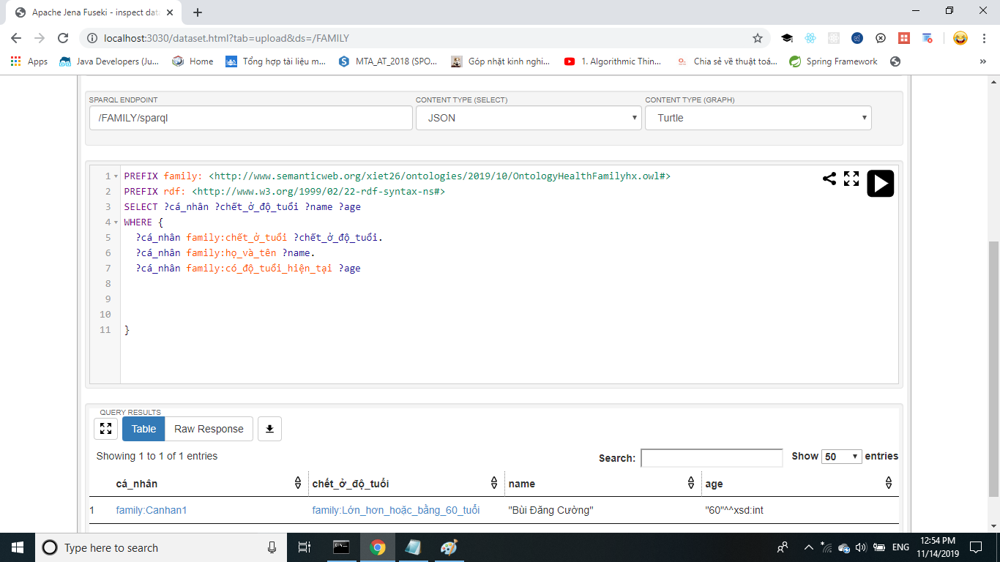 Apache Jena Fuseki - inspect data
localhost:3030/dataset.html?tab=upload&ds=/FAMILY
Apps Java Developers (Ju... Home Tổng hợp tài liệu m... MTA_AT_2018 (SPO... Góp nhặt kinh nghi... 1. Algorithmic Thin... Chia sẻ về thuật toá... Spring Framework »
SPARQL ENDPOINT CONTENT TYPE (SELECT) CONTENT TYPE (GRAPH)
/FAMILY/sparql JSON Turtle
1 PREFIX family: <http://www.semanticweb.org/xiet26/ontologies/2019/10/OntologyHealthFamilyhx.owl#>
2 PREFIX rdf: <http://www.w3.org/1999/02/22-rdf-syntax-ns#>
3 SELECT ?cá_nhân ?chết_ở_độ_tuổi ?name ?age
4 WHERE {
5 ?cá_nhân family:chết_ở_tuổi ?chết_ở_độ_tuổi.
6 ?cá_nhân family:họ_và_tên ?name.
7 ?cá_nhân family:có_độ_tuổi_hiện_tại ?age
8
9
10
11 }
QUERY RESULTS
Table Raw Response
Showing 1 to 1 of 1 entries Search: Show 50 entries
cá_nhân chết_ở_độ_tuổi name age
1 family:Canhan1 family:Lớn_hơn_hoặc_bằng_60_tuổi "Bùi Đăng Cường" "60"^^xsd:int
Type here to search ENG 12:54 PM
11/14/2019